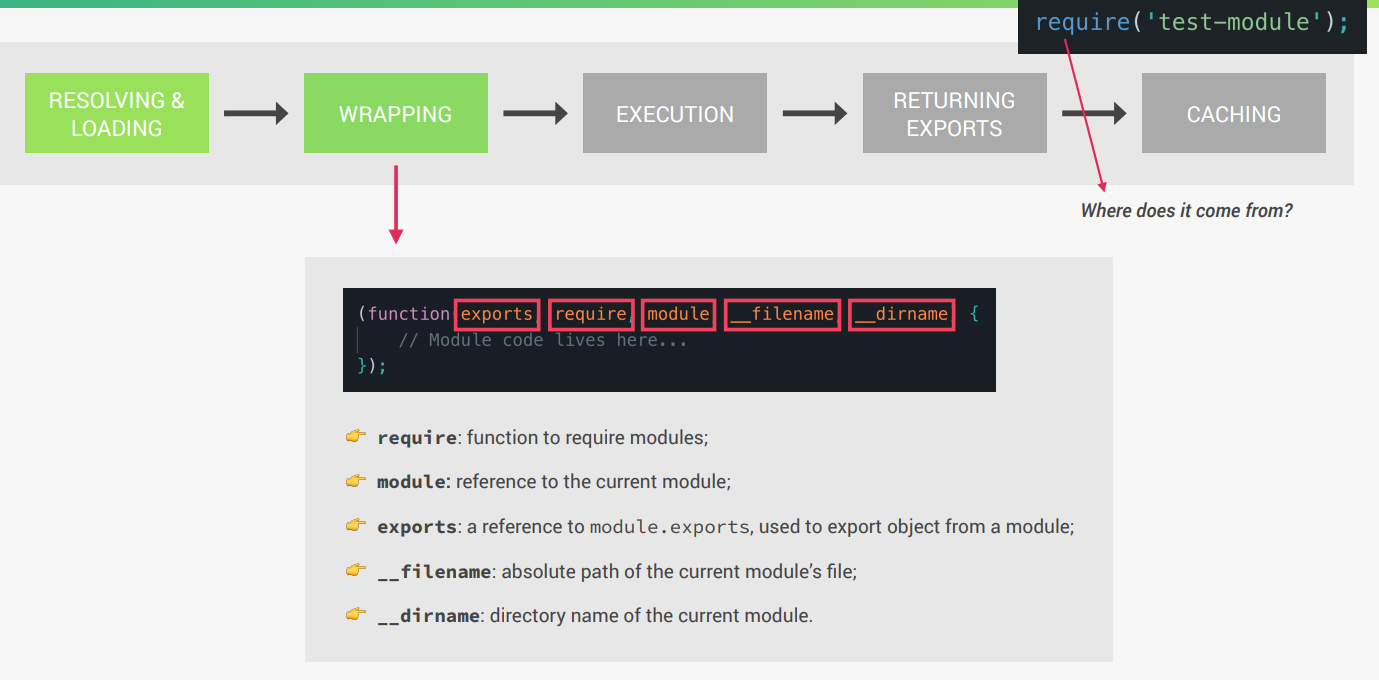 require('test-module');
RESOLVING &
LOADING
WRAPPING
EXECUTION
RETURNING
EXPORTS
CACHING
Where does it come from?
(function exports, require, module __filename __dirname {
// Module code lives here...
});
👉 require: function to require modules;
👉 module: reference to the current module;
👉 exports: a reference to module.exports, used to export object from a module;
👉 __filename: absolute path of the current module’s file;
👉 __dirname: directory name of the current module.